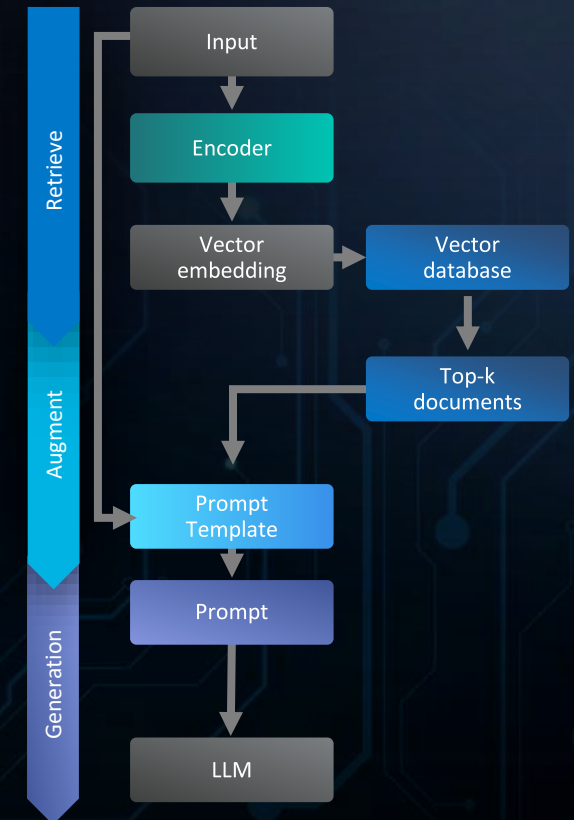 Input
Retrieve
Encoder
Vector
embedding
Vector
database
Top-k
documents
Augment
Prompt
Template
Prompt
Generation
LLM